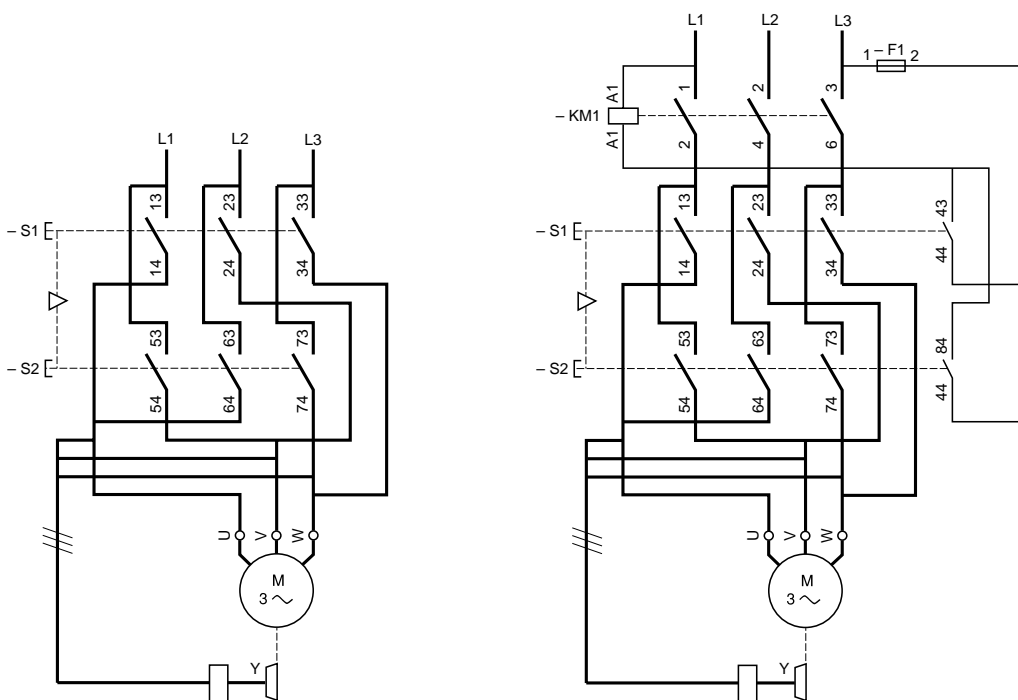 L1 L2 L3
13 23 33
– S1
14 24 34
53 63 73
– S2
54 64 74
U V W
M
3
Y
L1 L2 L3
1 – F1 2
A1 1 2 3
– KM1
A1 2 4 6
13 23 33 43
– S1
14 24 34 44
53 63 73 84
– S2
54 64 74 44
U V W
M
3
Y